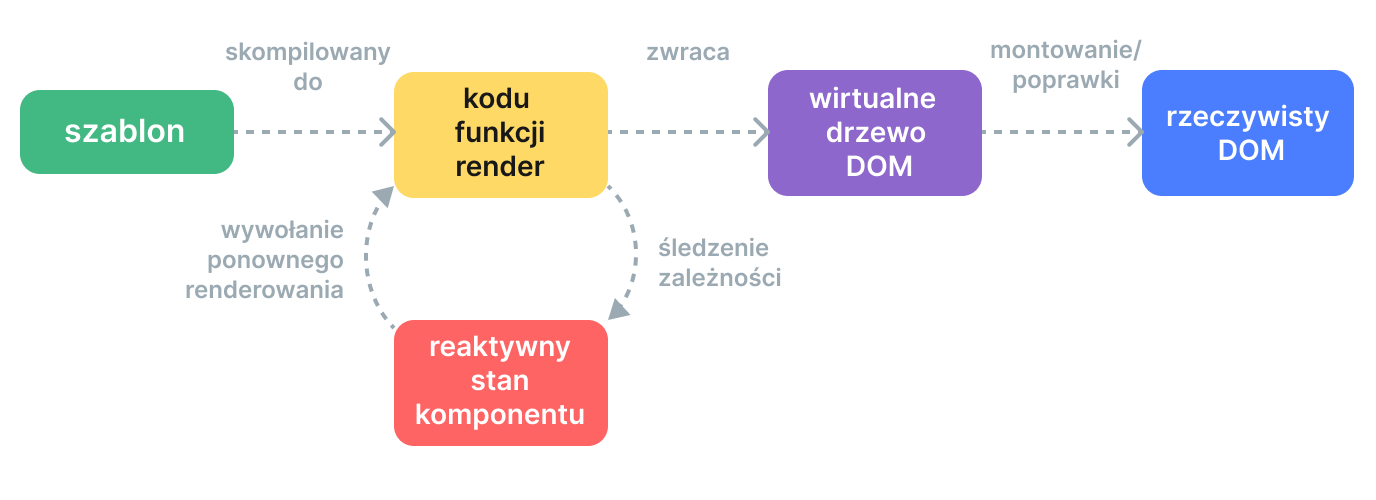 szablon
skompilowany
do
kodu
funkcji
render
zwraca
wirtualne
drzewo
DOM
montowanie/
poprawki
rzeczywisty
DOM
wywołanie
ponownego
renderowania
śledzenie
zależności
reaktywny
stan
komponentu